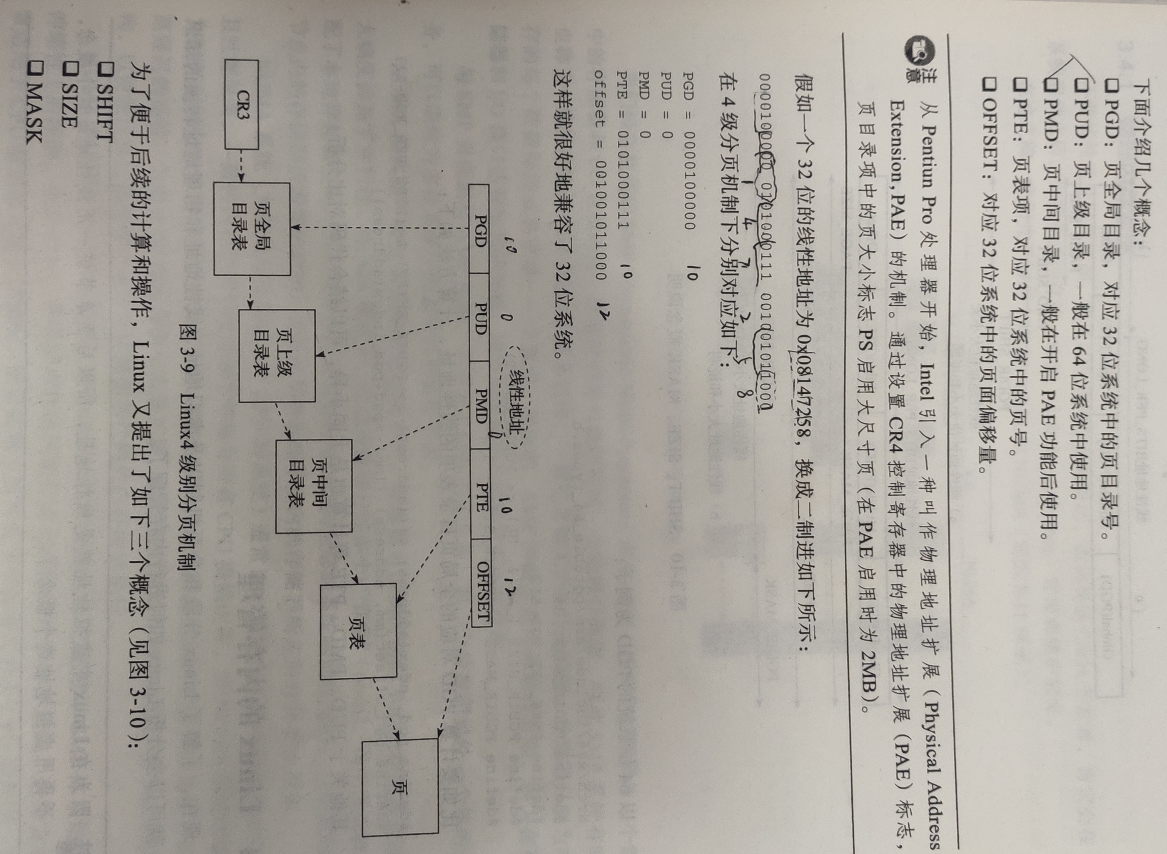 下面介绍几个概念：
❑ PGD：页全局目录，对应 32 位系统中的页目录号。
❑ PUD：页上级目录，一般在 64 位系统中使用。
❑ PMD：页中间目录，一般在开启 PAE 功能后使用。
❑ PTE：页表项，对应 32 位系统中的页号。
❑ OFFSET：对应 32 位系统中的页面偏移量。
注意
从 Pentiun Pro 处理器开始，Intel 引入一种叫作物理地址扩展（Physical Address
Extension, PAE）的机制。通过设置 CR4 控制寄存器中的物理地址扩展（PAE）标志，
页目录项中的页大小标志 PS 启用大尺寸页（在 PAE 启用时为 2MB）。
假如一个 32 位的线性地址为 0x08147258，换成二制进如下所示：
0000100000 0101000111 001001011000
1 4 7 2 5 8
在 4 级分页机制下分别对应如下：
PGD = 0000100000 10
PUD = 0
PMD = 0
PTE = 0101000111 10
offset = 001001011000 12
这样就很好地兼容了 32 位系统。
线性地址
10 0 0 10 12
PGD PUD PMD PTE OFFSET
CR3
页全局
目录表
页上级
目录表
页中间
目录表
页表
页
图 3-9 Linux4 级别分页机制
为了便于后续的计算和操作，Linux 又提出了如下三个概念（见图 3-10）：
❑ SHIFT
❑ SIZE
❑ MASK